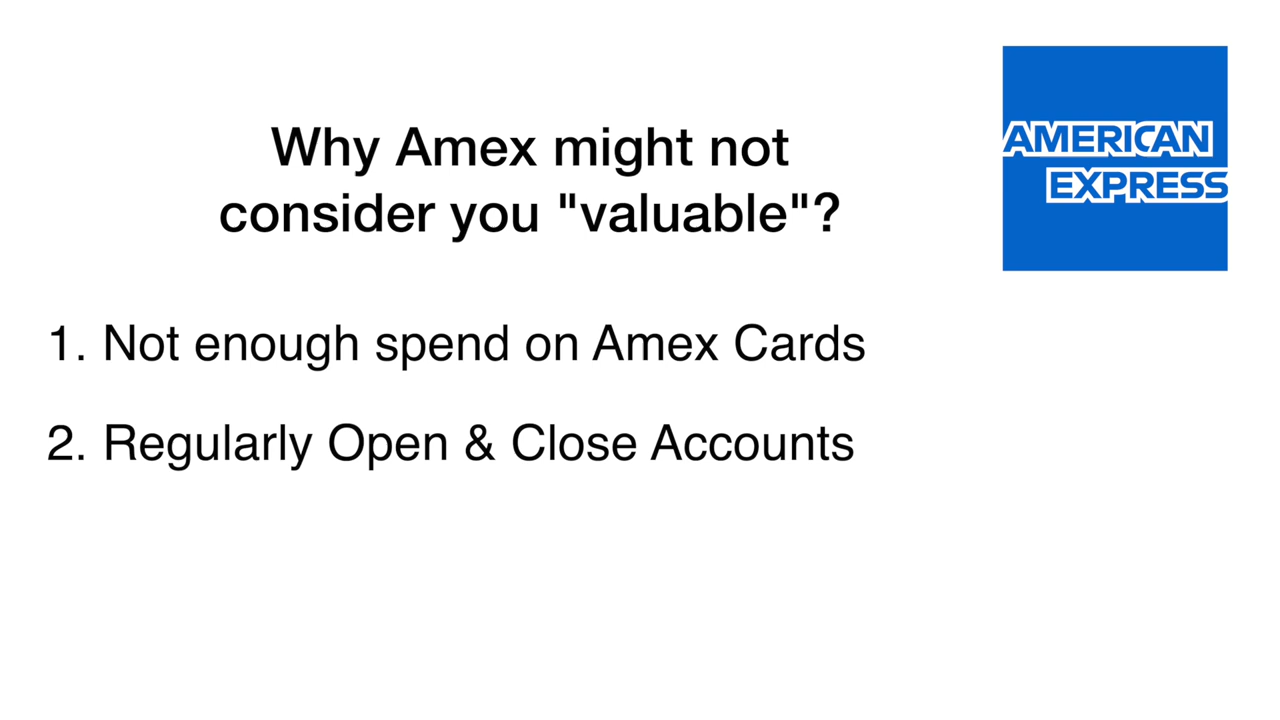 Why Amex might not
consider you "valuable"?
AMERICAN
EXPRESS
1. Not enough spend on Amex Cards
2. Regularly Open & Close Accounts